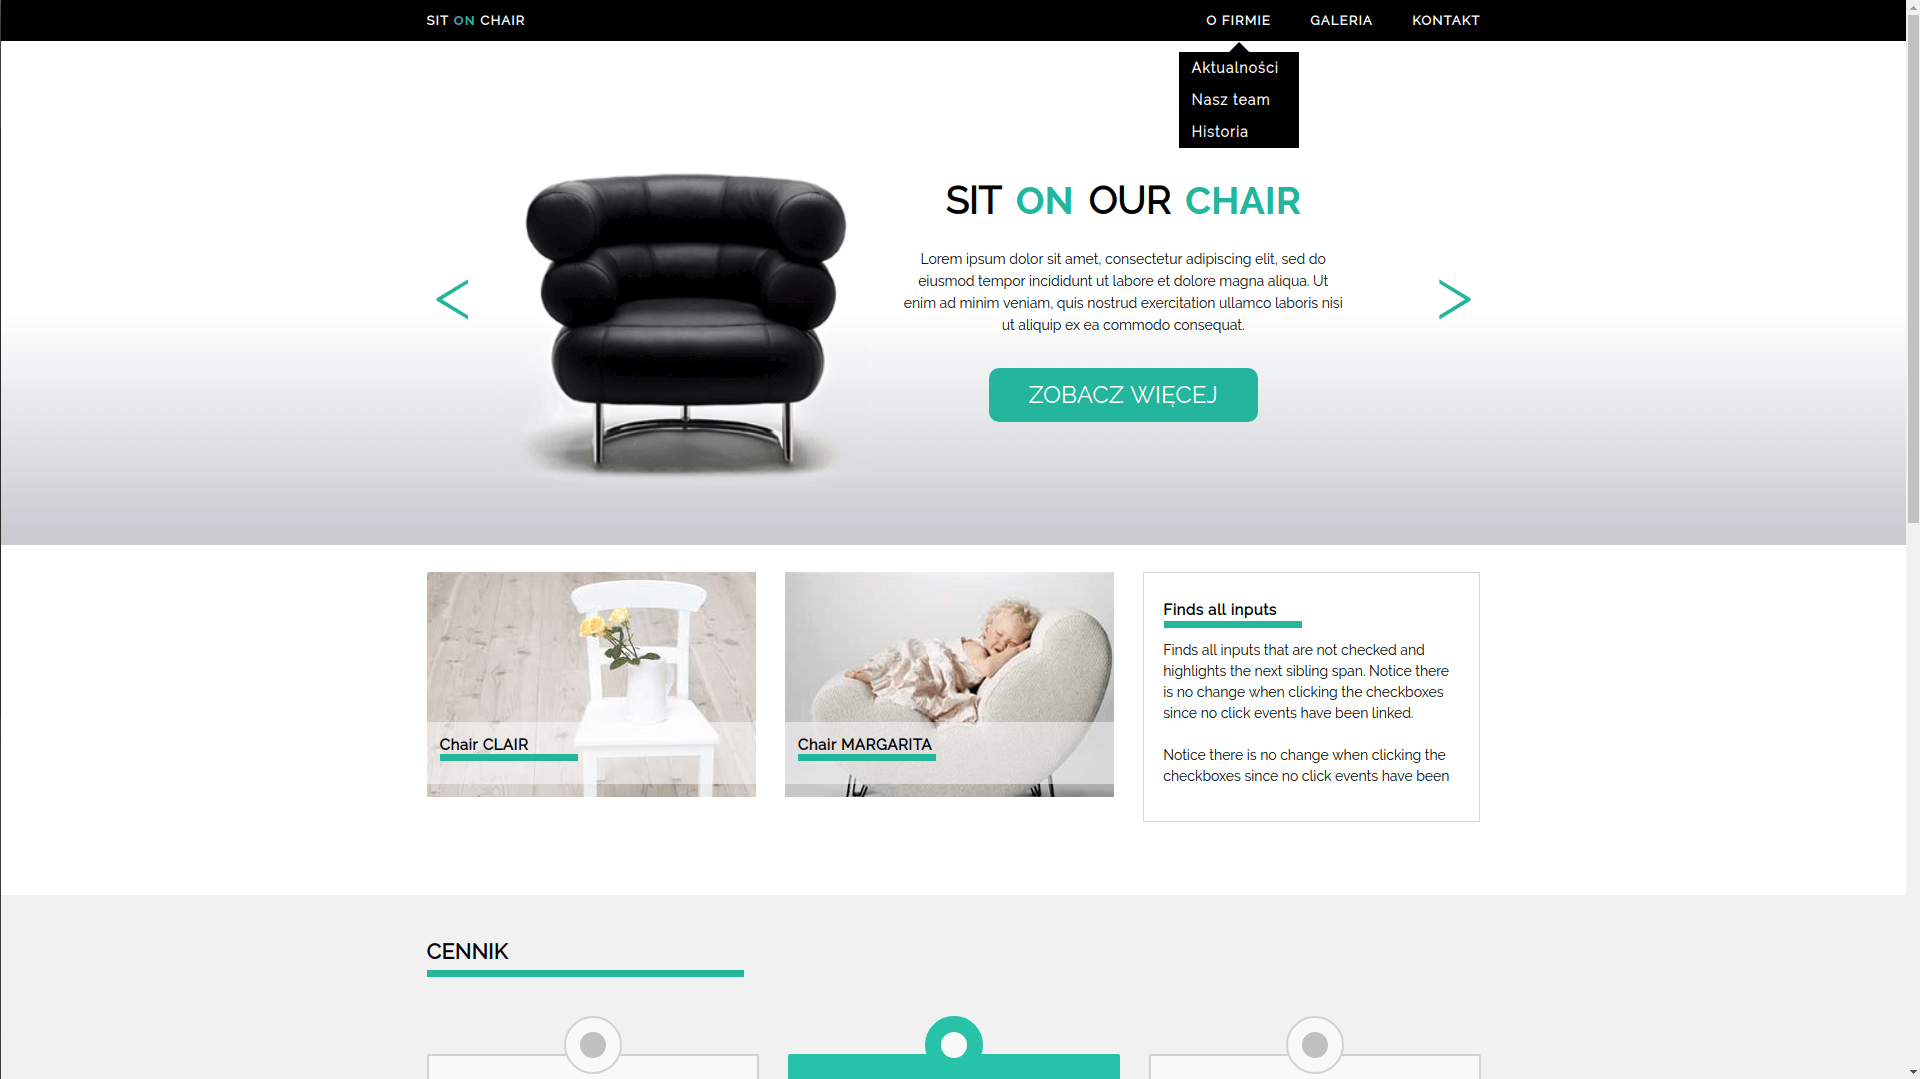 SIT ON CHAIR
O FIRMIE
GALERIA
KONTAKT
Aktualności
Nasz team
Historia
SIT ON OUR CHAIR
Lorem ipsum dolor sit amet, consectetur adipiscing elit, sed do
eiusmod tempor incididunt ut labore et dolore magna aliqua. Ut
enim ad minim veniam, quis nostrud exercitation ullamco laboris nisi
ut aliquip ex ea commodo consequat.
ZOBACZ WIĘCEJ
Chair CLAIR
Chair MARGARITA
Finds all inputs
Finds all inputs that are not checked and
highlights the next sibling span. Notice there
is no change when clicking the checkboxes
since no click events have been linked.
Notice there is no change when clicking the
checkboxes since no click events have been
CENNIK